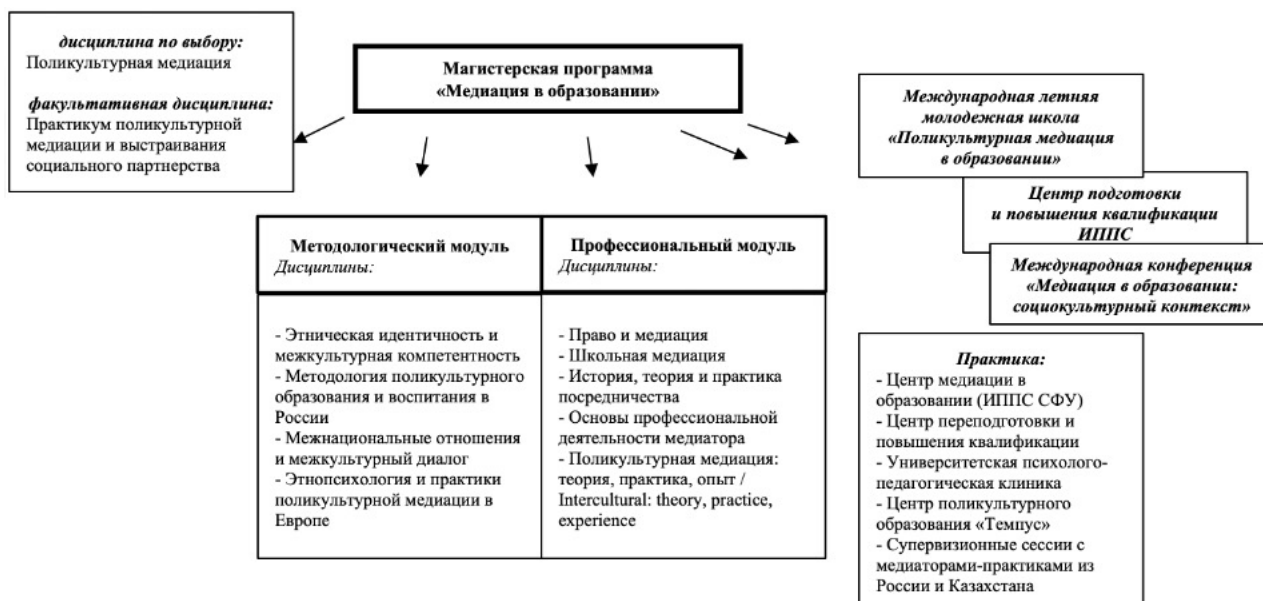 дисциплина по выбору:
Поликультурная медиация
факультативная дисциплина:
Практикум поликультурной
медиации и выстраивания
социального партнерства
Магистерская программа
«Медиация в образовании»
Международная летняя
молодежная школа
«Поликультурная медиация
в образовании»
Центр подготовки
и повышения квалификации
ИППС
Международная конференция
«Медиация в образовании:
социокультурный контекст»
Методологический модуль
Дисциплины:
- Этническая идентичность и
межкультурная компетентность
- Методология поликультурного
образования и воспитания в
России
- Межнациональные отношения
и межкультурный диалог
- Этнопсихология и практики
поликультурной медиации в
Европе
Профессиональный модуль
Дисциплины:
- Право и медиация
- Школьная медиация
- История, теория и практика
посредничества
- Основы профессиональной
деятельности медиатора
- Поликультурная медиация:
теория, практика, опыт /
Intercultural: theory, practice,
experience
Практика:
- Центр медиации в
образовании (ИППС СФУ)
- Центр переподготовки и
повышения квалификации
- Университетская психолого-
педагогическая клиника
- Центр поликультурного
образования «Темпус»
- Супервизионные сессии с
медиаторами-практиками из
России и Казахстана